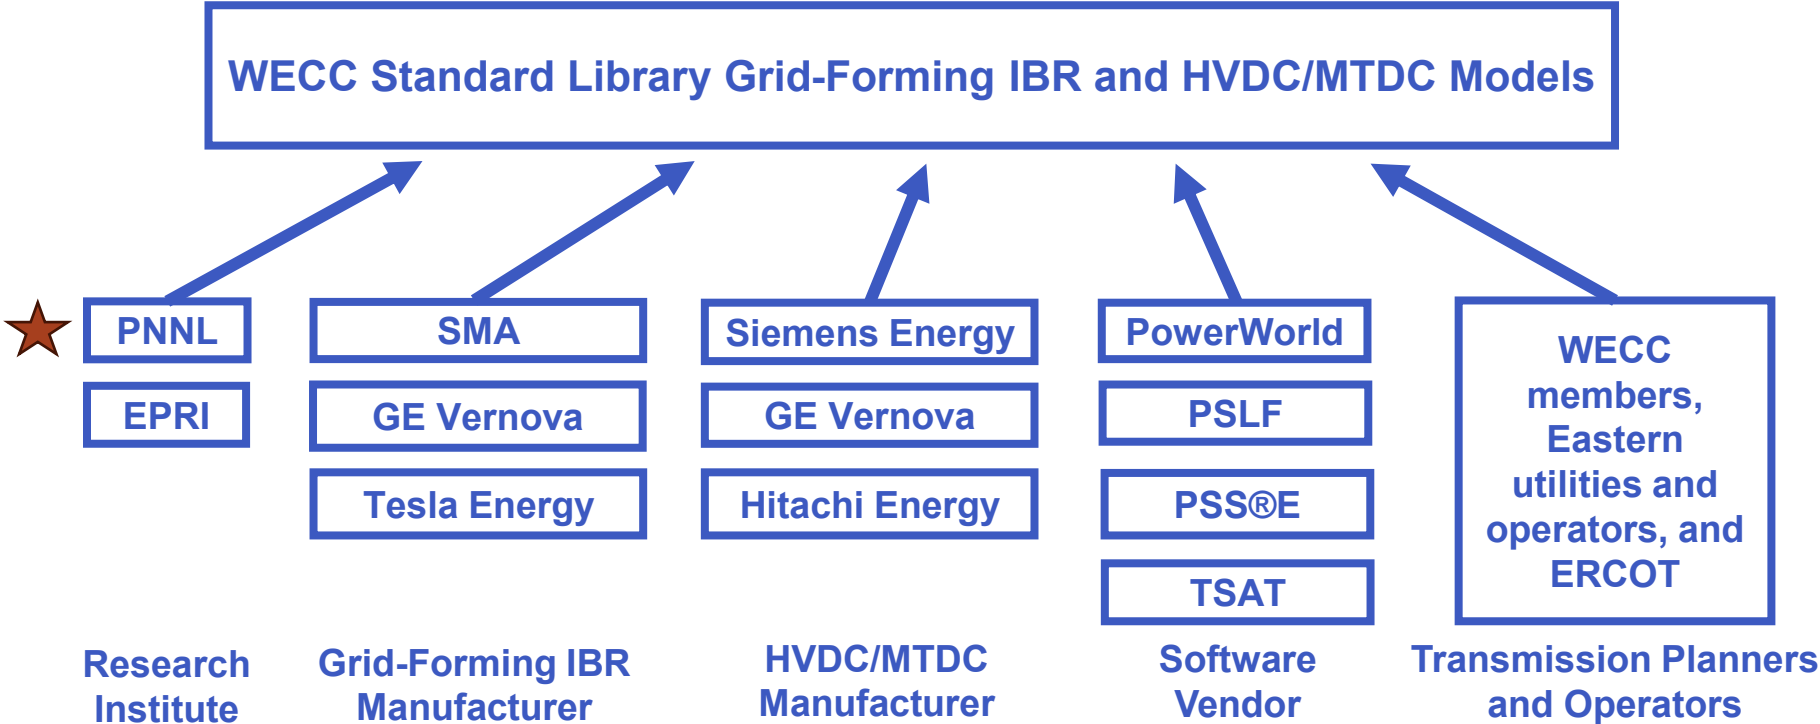 WECC Standard Library Grid-Forming IBR and HVDC/MTDC Models
PNNL
EPRI
Research
Institute
SMA
GE Vernova
Tesla Energy
Grid-Forming IBR
Manufacturer
Siemens Energy
GE Vernova
Hitachi Energy
HVDC/MTDC
Manufacturer
PowerWorld
PSLF
PSS®E
TSAT
Software
Vendor
WECC
members,
Eastern
utilities and
operators, and
ERCOT
Transmission Planners
and Operators